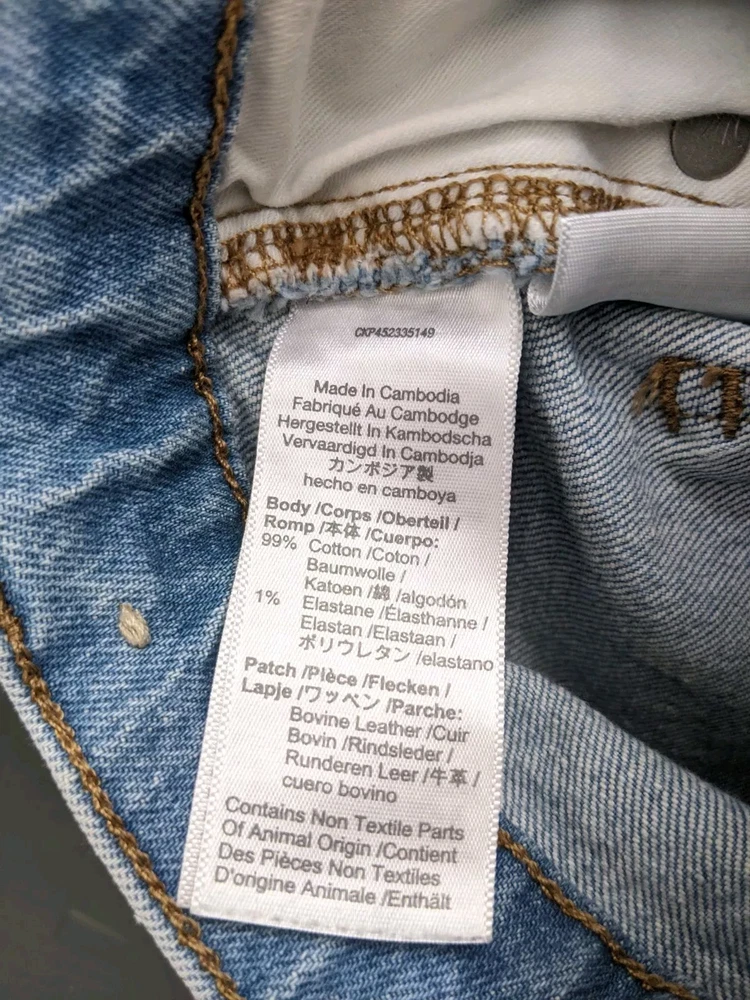 CKP452335149
Made In Cambodia
Fabriqué Au Cambodge
Hergestellt In Kambodscha
Vervaardigd In Cambodja
カンボジア製
hecho en camboya
Body /Corps /Oberteil /
Romp /本体 /Cuerpo:
99% Cotton /Coton /
Baumwolle /
Katoen /綿 /algodón
1% Elastane /Élasthanne /
Elastan /Elastaan /
ポリウレタン /elastano
Patch /Pièce /Flecken /
Lapje /ワッペン /Parche:
Bovine Leather /Cuir
Bovin /Rindsleder /
Runderen Leer /牛革 /
cuero bovino
Contains Non Textile Parts
Of Animal Origin /Contient
Des Pièces Non Textiles
D'origine Animale /Enthält